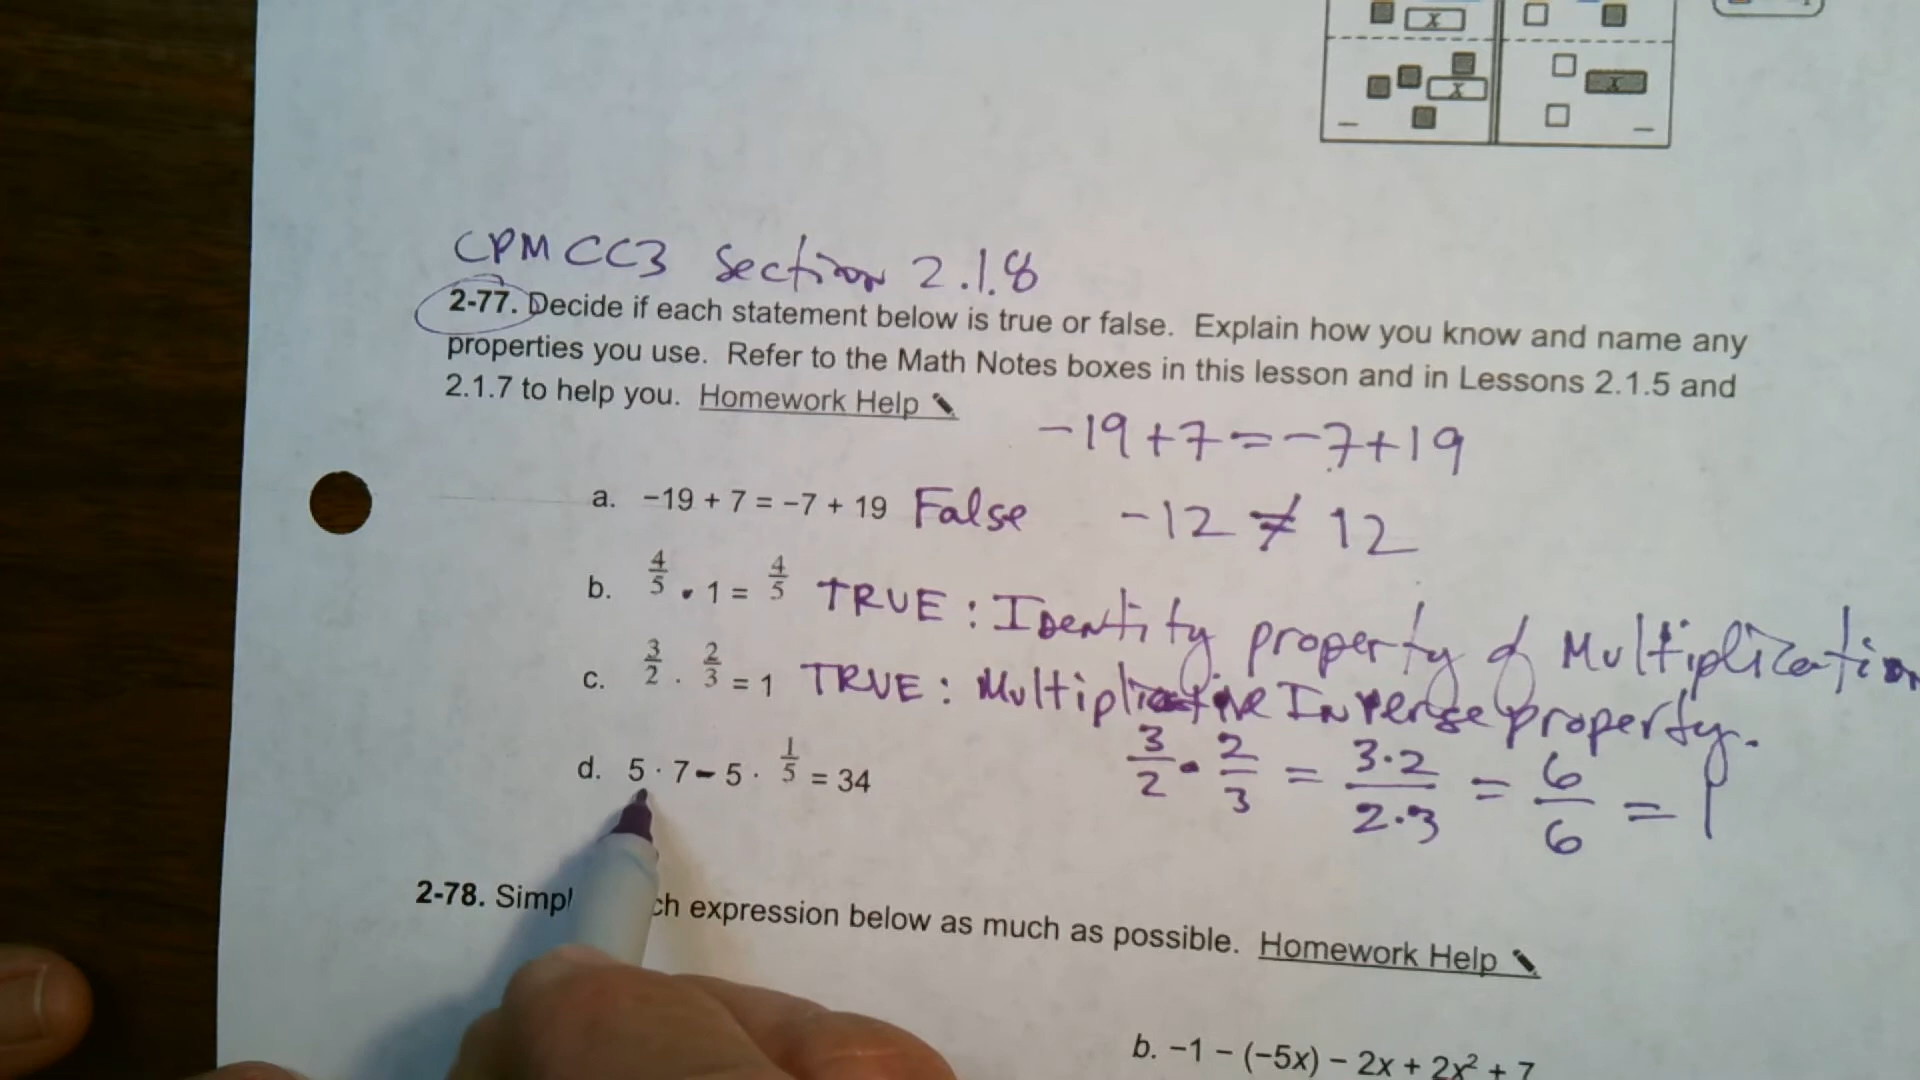 x
x x
− −
CPM CC3 Section 2.1.8
2-77. Decide if each statement below is true or false. Explain how you know and name any
properties you use. Refer to the Math Notes boxes in this lesson and in Lessons 2.1.5 and
2.1.7 to help you. Homework Help ✎
−19+7=−7+19
a. −19 + 7 = −7 + 19 False −12 ≠ 12
b. 4/5 · 1 = 4/5 TRUE : Identity property of Multiplication
c. 3/2 · 2/3 = 1 TRUE : Multiplicative Inverse property.
3/2 · 2/3 = 3·2/2·3 = 6/6 = 1
d. 5 · 7 − 5 · 1/5 = 34
2-78. Simpl ch expression below as much as possible. Homework Help ✎
b. −1 − (−5x) − 2x + 2x² + 7